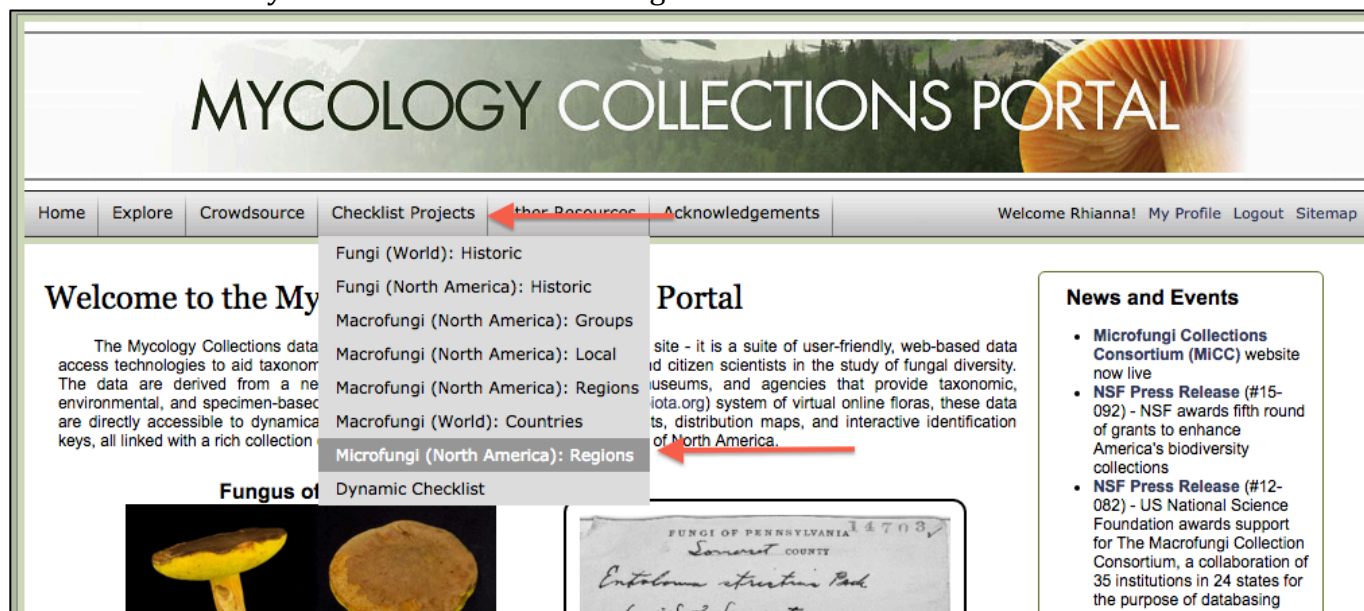 MYCOLOGY COLLECTIONS PORTAL
Home Explore Crowdsource Checklist Projects Other Resources Acknowledgements Welcome Rhianna! My Profile Logout Sitemap
Fungi (World): Historic
Fungi (North America): Historic
Macrofungi (North America): Groups
Macrofungi (North America): Local
Macrofungi (North America): Regions
Macrofungi (World): Countries
Microfungi (North America): Regions
Dynamic Checklist
Welcome to the My Portal
The Mycology Collections data site - it is a suite of user-friendly, web-based data
access technologies to aid taxonom d citizen scientists in the study of fungal diversity.
The data are derived from a ne useums, and agencies that provide taxonomic,
environmental, and specimen-based iota.org) system of virtual online floras, these data
are directly accessible to dynamica ts, distribution maps, and interactive identification
keys, all linked with a rich collection of North America.
Fungus of
FUNGI OF PENNSYLVANIA 14703
Somerset COUNTY
Entoloma strictius Peck
News and Events
Microfungi Collections
Consortium (MiCC) website
now live
NSF Press Release (#15-
092) - NSF awards fifth round
of grants to enhance
America's biodiversity
collections
NSF Press Release (#12-
082) - US National Science
Foundation awards support
for The Macrofungi Collection
Consortium, a collaboration of
35 institutions in 24 states for
the purpose of databasing